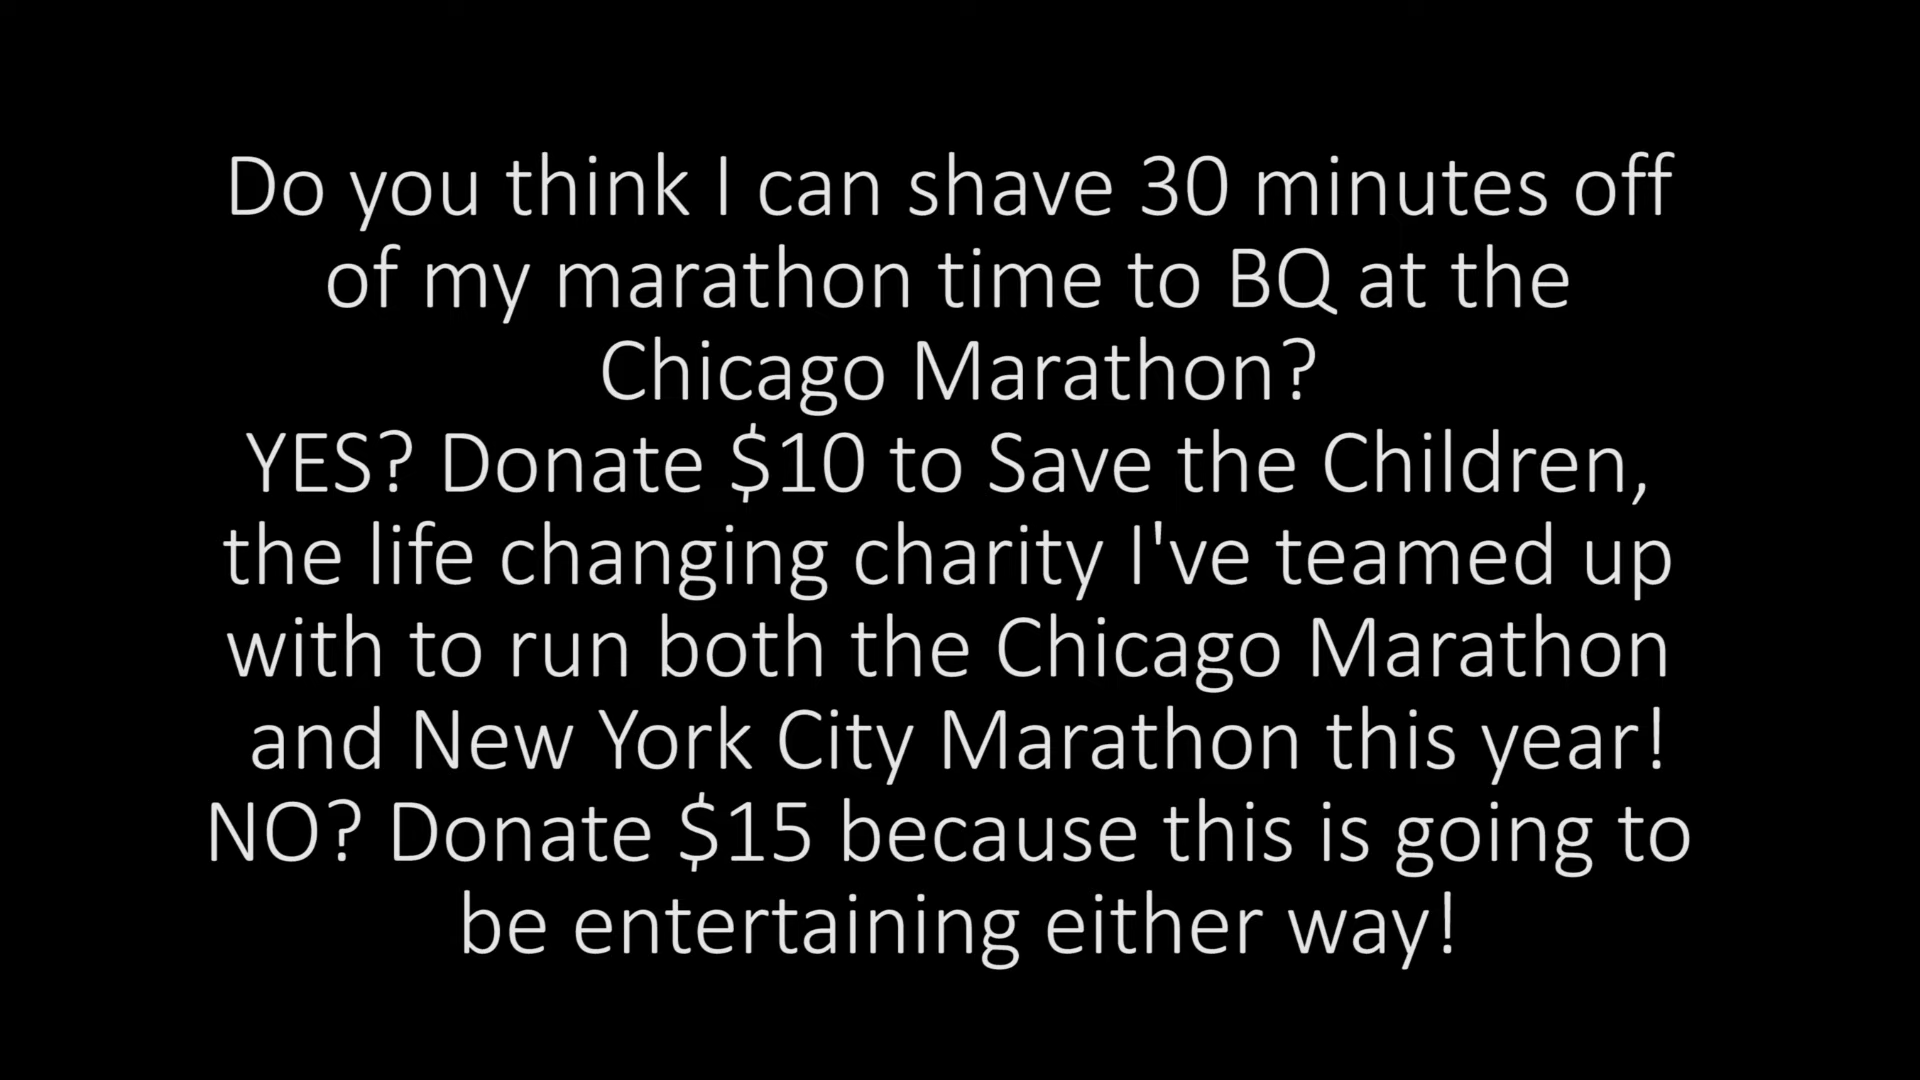 Do you think I can shave 30 minutes off
of my marathon time to BQ at the
Chicago Marathon?
YES? Donate $10 to Save the Children,
the life changing charity I've teamed up
with to run both the Chicago Marathon
and New York City Marathon this year!
NO? Donate $15 because this is going to
be entertaining either way!